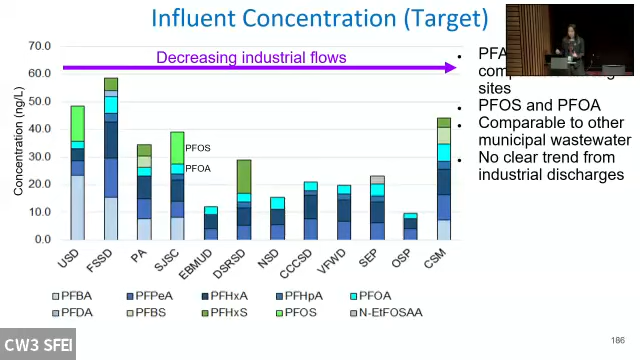 Influent Concentration (Target)
70.0
60.0
50.0
40.0
30.0
20.0
10.0
0.0
Concentration (ng/L)
Decreasing industrial flows
PFOS
PFOA
USD
FSSD
PA
SJSC
EBMUD
DSRSD
NSD
CCCSD
VFWD
SEP
OSP
CSM
PFBA
PFPeA
PFHxA
PFHpA
PFOA
PFDA
PFBS
PFHxS
PFOS
N-EtFOSAA
sites
• PFOS and PFOA
• Comparable to other
municipal wastewater
• No clear trend from
industrial discharges
CW3 SFEI
186